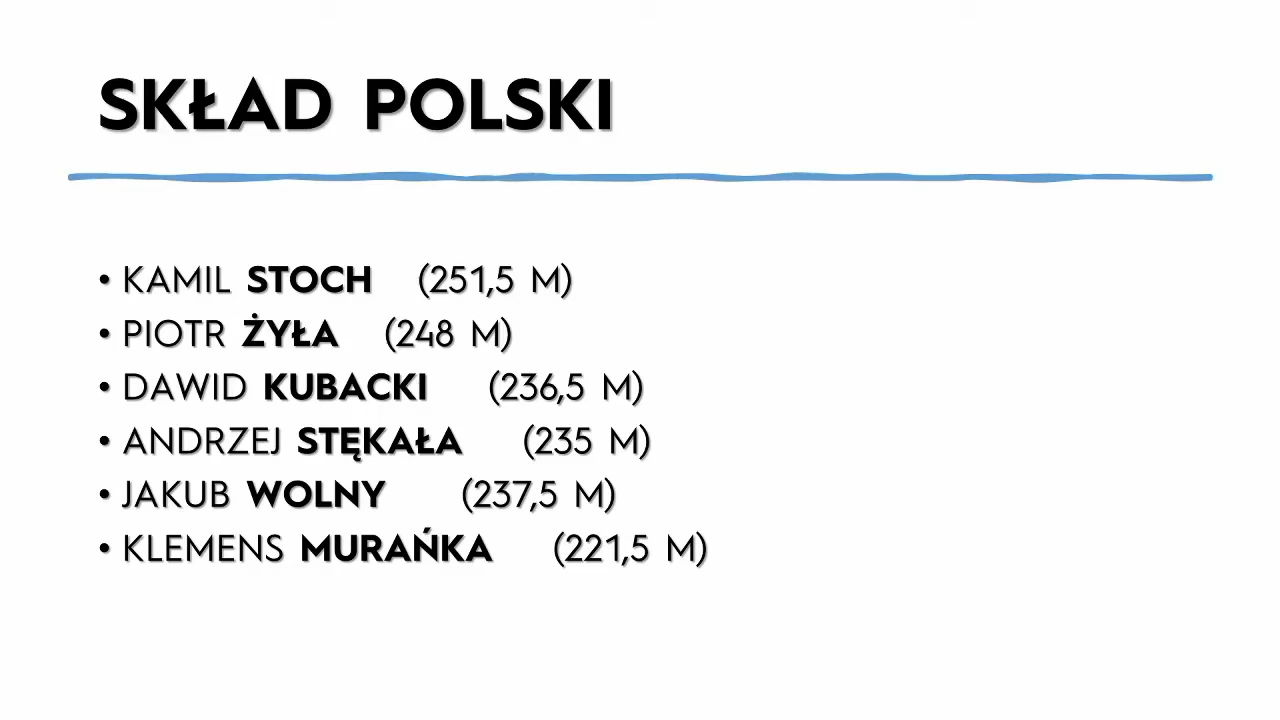 SKŁAD POLSKI
• KAMIL STOCH (251,5 M)
• PIOTR ŻYŁA (248 M)
• DAWID KUBACKI (236,5 M)
• ANDRZEJ STĘKAŁA (235 M)
• JAKUB WOLNY (237,5 M)
• KLEMENS MURAŃKA (221,5 M)